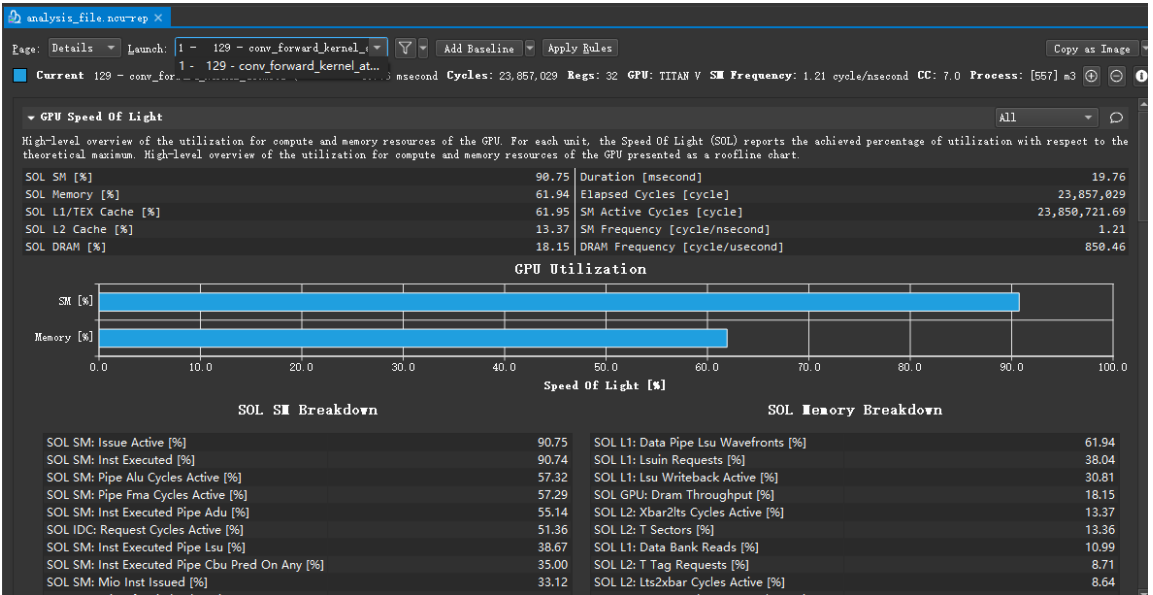 analysis_file.ncu-rep ×
Page: Details Launch: 1 - 129 - conv_forward_kernel_ Add Baseline Apply Rules Copy as Image
1 - 129 - conv_forward_kernel_at...
Current 129 - conv_for msecond Cycles: 23,857,029 Regs: 32 GPU: TITAN V SM Frequency: 1.21 cycle/nsecond CC: 7.0 Process: [557] m3
GPU Speed Of Light All
High-level overview of the utilization for compute and memory resources of the GPU. For each unit, the Speed Of Light (SOL) reports the achieved percentage of utilization with respect to the
theoretical maximum. High-level overview of the utilization for compute and memory resources of the GPU presented as a roofline chart.
SOL SM [%] 90.75 Duration [msecond] 19.76
SOL Memory [%] 61.94 Elapsed Cycles [cycle] 23,857,029
SOL L1/TEX Cache [%] 61.95 SM Active Cycles [cycle] 23,850,721.69
SOL L2 Cache [%] 13.37 SM Frequency [cycle/nsecond] 1.21
SOL DRAM [%] 18.15 DRAM Frequency [cycle/usecond] 850.46
GPU Utilization
SM [%]
Memory [%]
0.0 10.0 20.0 30.0 40.0 50.0 60.0 70.0 80.0 90.0 100.0
Speed Of Light [%]
SOL SM Breakdown SOL Memory Breakdown
SOL SM: Issue Active [%] 90.75 SOL L1: Data Pipe Lsu Wavefronts [%] 61.94
SOL SM: Inst Executed [%] 90.74 SOL L1: Lsuin Requests [%] 38.04
SOL SM: Pipe Alu Cycles Active [%] 57.32 SOL L1: Lsu Writeback Active [%] 30.81
SOL SM: Pipe Fma Cycles Active [%] 57.29 SOL GPU: Dram Throughput [%] 18.15
SOL SM: Inst Executed Pipe Adu [%] 55.14 SOL L2: Xbar2lts Cycles Active [%] 13.37
SOL IDC: Request Cycles Active [%] 51.36 SOL L2: T Sectors [%] 13.36
SOL SM: Inst Executed Pipe Lsu [%] 38.67 SOL L1: Data Bank Reads [%] 10.99
SOL SM: Inst Executed Pipe Cbu Pred On Any [%] 35.00 SOL L2: T Tag Requests [%] 8.71
SOL SM: Mio Inst Issued [%] 33.12 SOL L2: Lts2xbar Cycles Active [%] 8.64